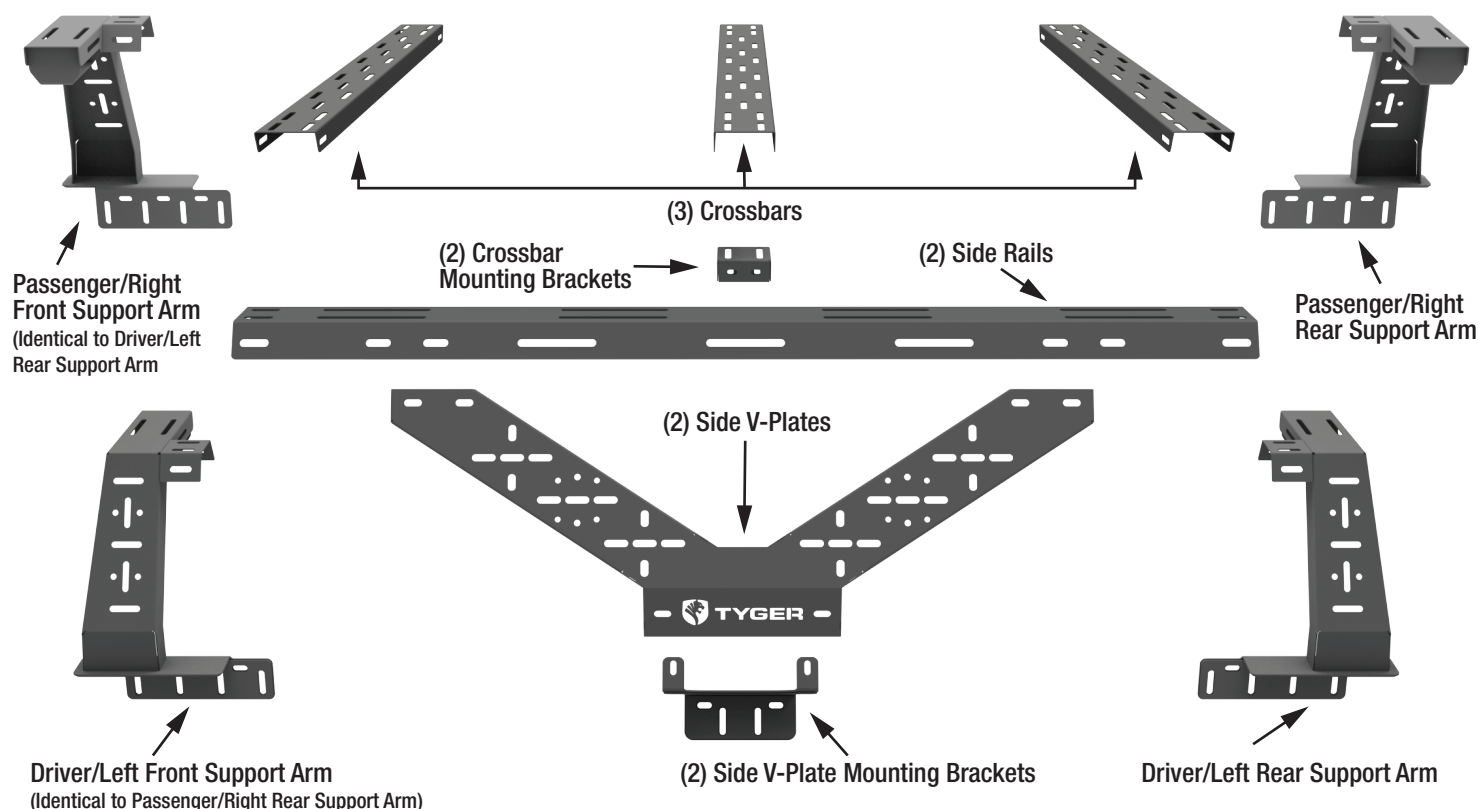 (3) Crossbars
(2) Crossbar
Mounting Brackets
(2) Side Rails
Passenger/Right
Front Support Arm
(Identical to Driver/Left
Rear Support Arm
Passenger/Right
Rear Support Arm
(2) Side V-Plates
TYGER
Driver/Left Front Support Arm
(Identical to Passenger/Right Rear Support Arm)
(2) Side V-Plate Mounting Brackets
Driver/Left Rear Support Arm